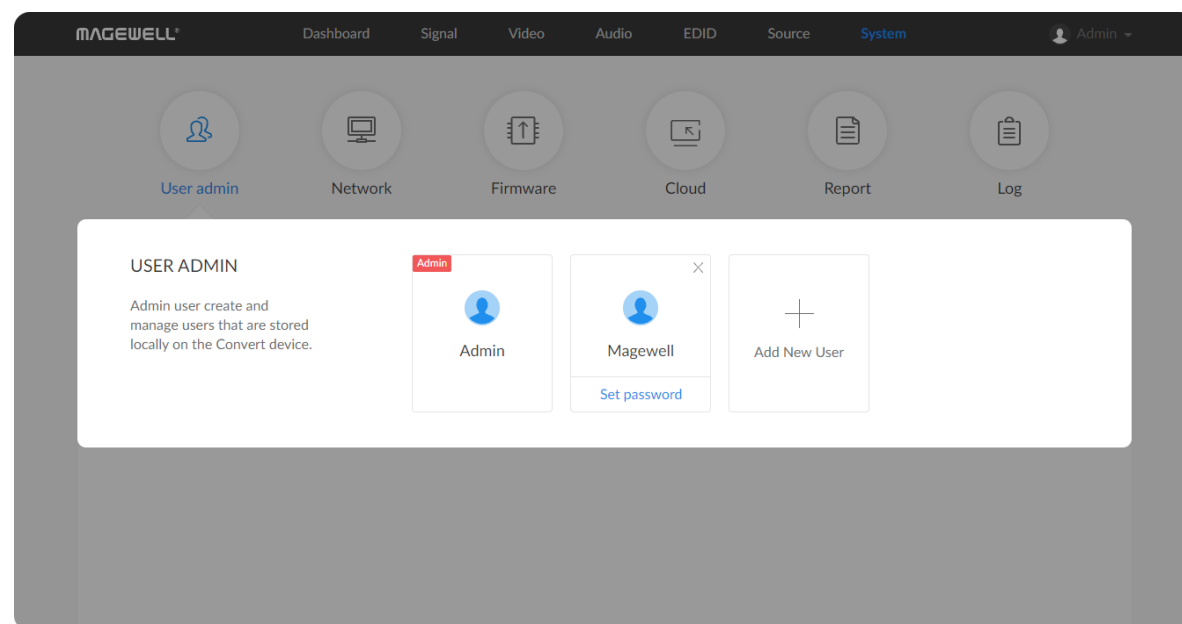 MAGEWELL®
Dashboard
Signal
Video
Audio
EDID
Source
System
Admin
User admin
Network
Firmware
Cloud
Report
Log
USER ADMIN
Admin user create and
manage users that are stored
locally on the Convert device.
Admin
Admin
Magewell
Set password
Add New User